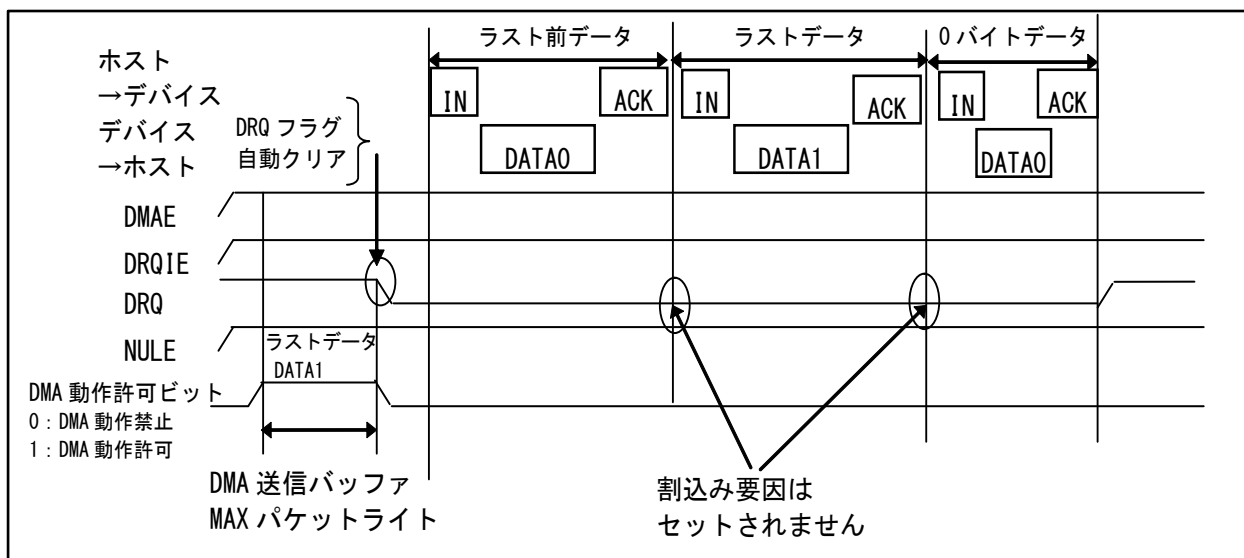 ラスト前データ
ラストデータ
0 バイトデータ
ホスト
→デバイス
IN
ACK
IN
ACK
IN
ACK
デバイス
→ホスト
DRQ フラグ
自動クリア
DATA0
DATA1
DATA0
DMAE
DRQIE
DRQ
NULE
ラストデータ
DATA1
DMA 動作許可ビット
0：DMA 動作禁止
1：DMA 動作許可
DMA 送信バッファ
MAX パケットライト
割込み要因は
セットされません